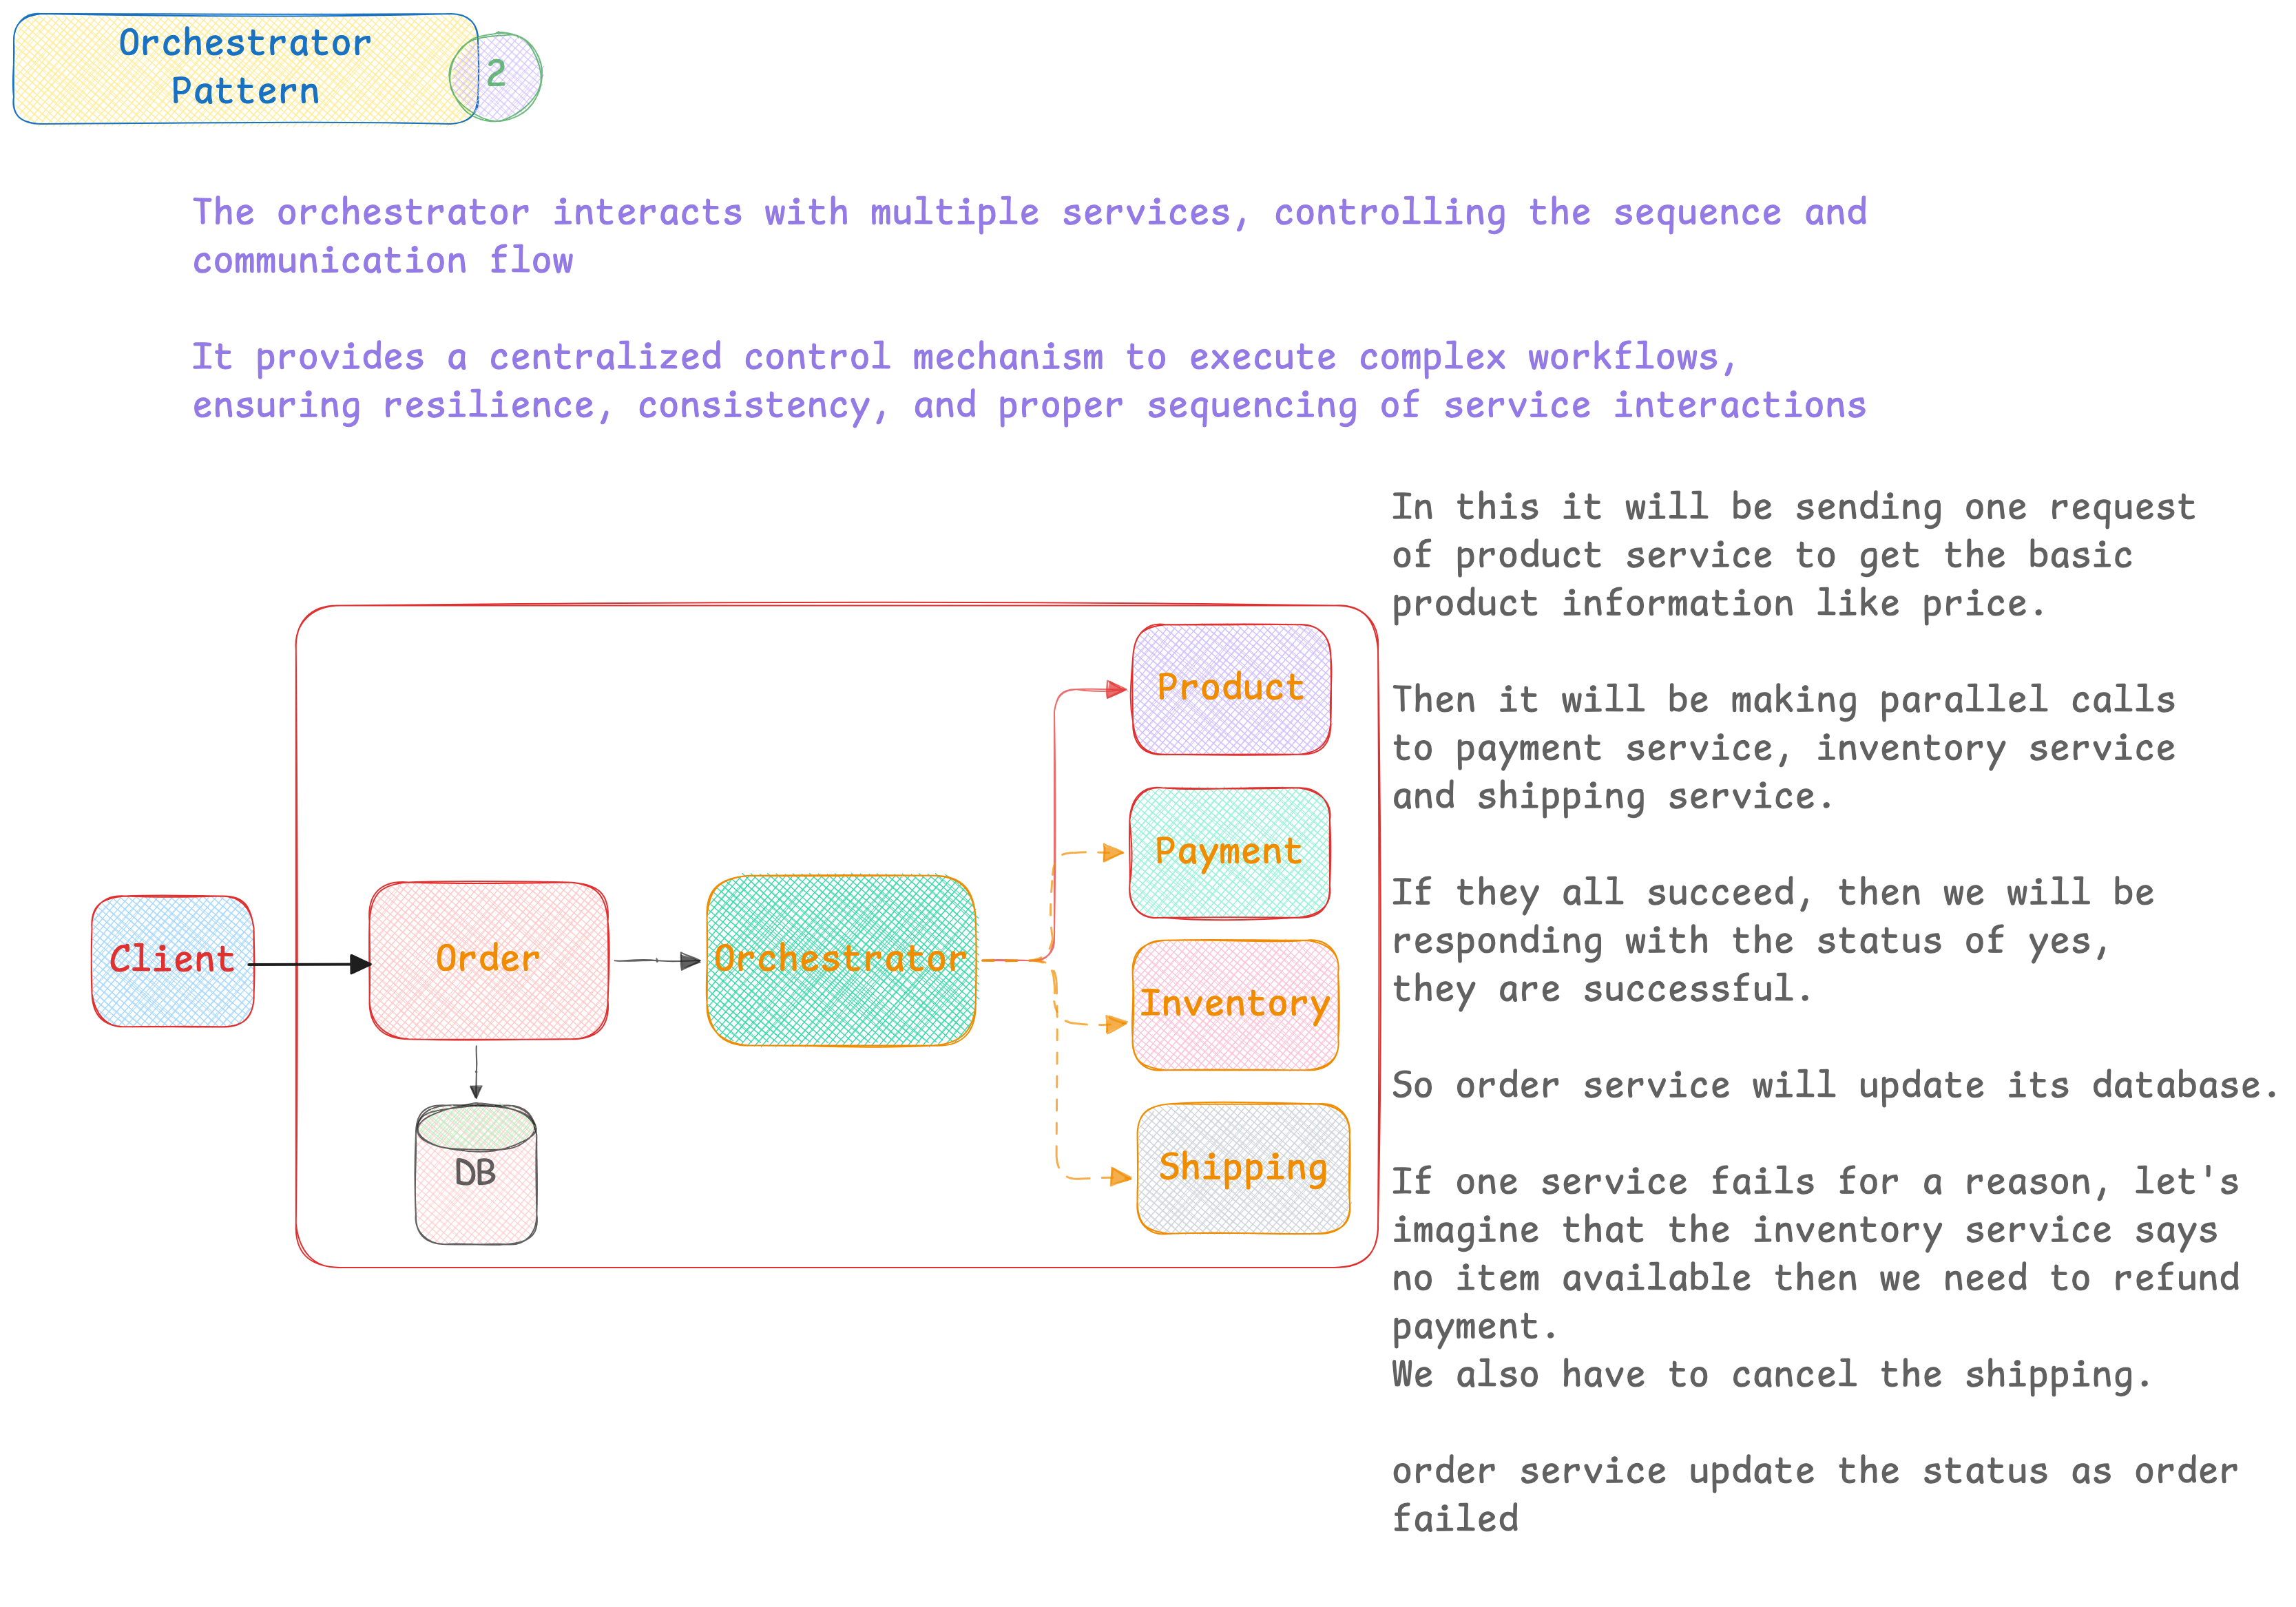 Orchestrator
Pattern
2
The orchestrator interacts with multiple services, controlling the sequence and
communication flow
It provides a centralized control mechanism to execute complex workflows,
ensuring resilience, consistency, and proper sequencing of service interactions
In this it will be sending one request
of product service to get the basic
product information like price.
Then it will be making parallel calls
to payment service, inventory service
and shipping service.
If they all succeed, then we will be
responding with the status of yes,
they are successful.
So order service will update its database.
If one service fails for a reason, let's
imagine that the inventory service says
no item available then we need to refund
payment.
We also have to cancel the shipping.
order service update the status as order
failed
Client
Order
DB
Orchestrator
Product
Payment
Inventory
Shipping